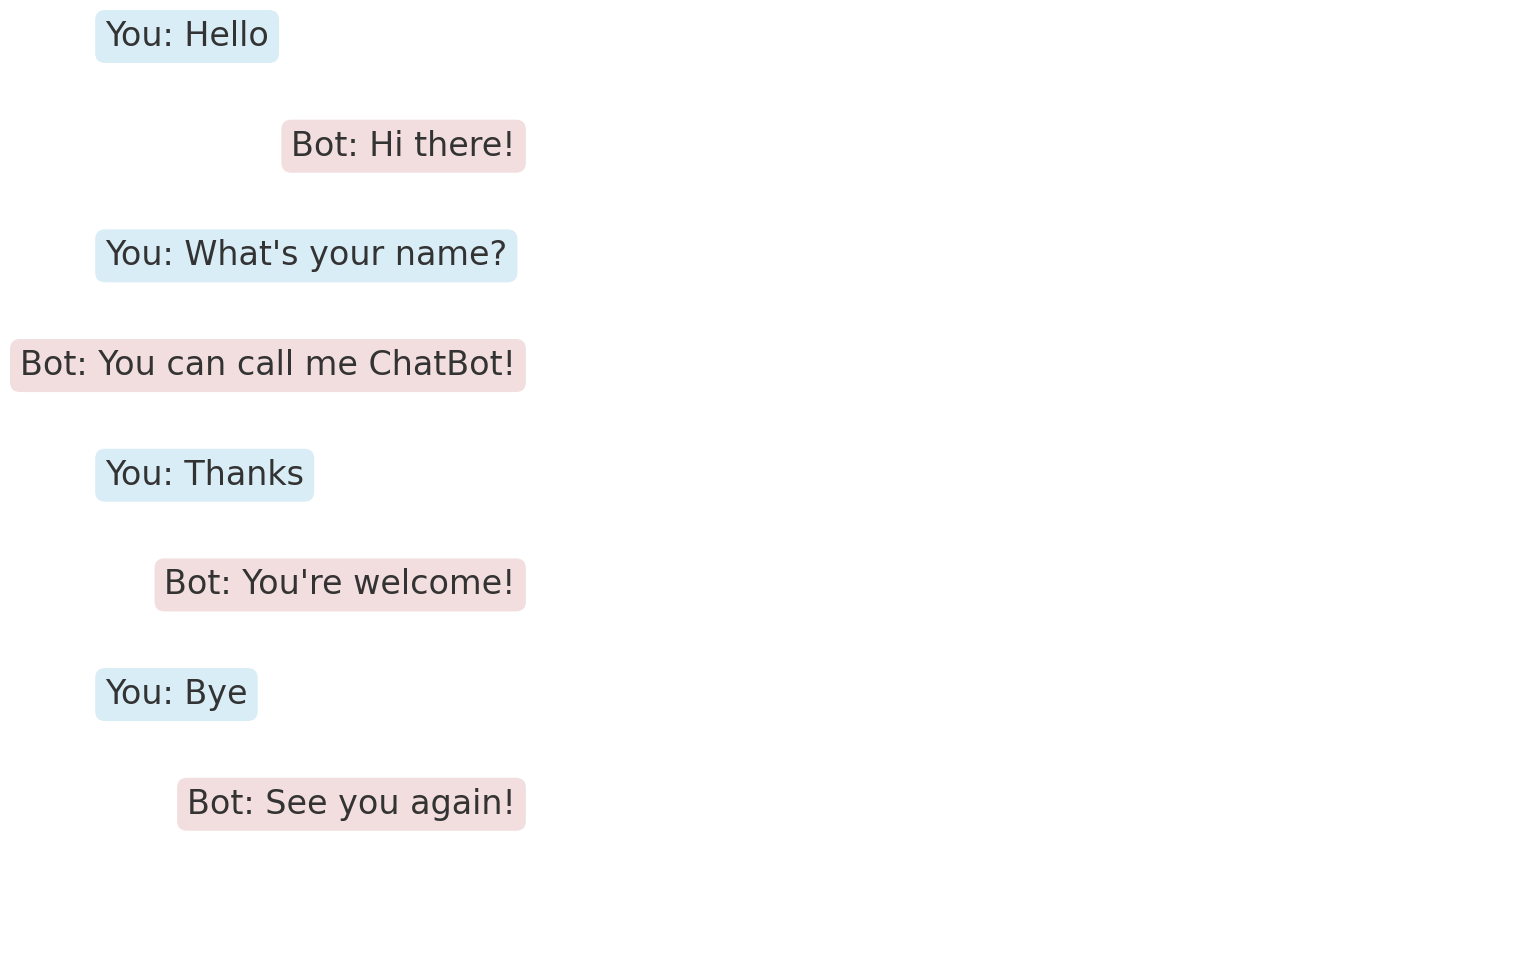 You: Hello
Bot: Hi there!
You: What's your name?
Bot: You can call me ChatBot!
You: Thanks
Bot: You're welcome!
You: Bye
Bot: See you again!